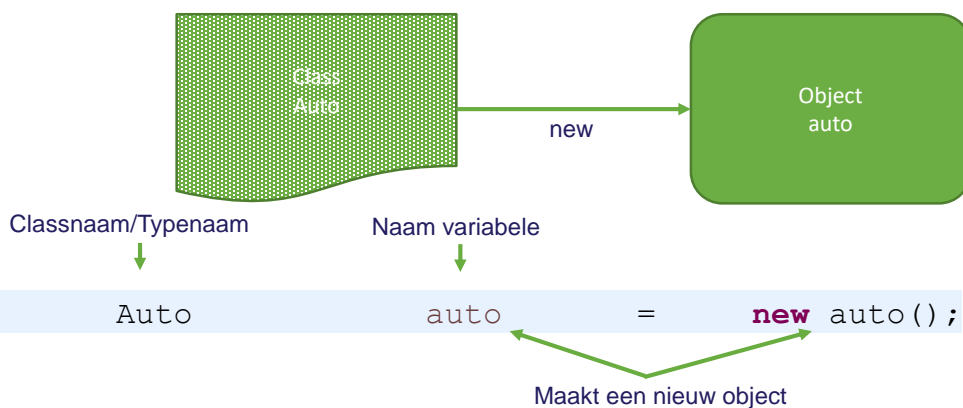 Class
Auto
Object
auto
new
Classnaam/Typenaam
Naam variabele
Auto auto = new auto();
Maakt een nieuw object